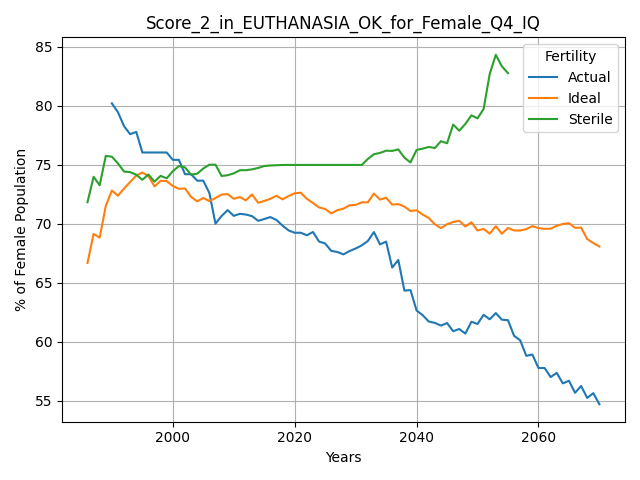 Score_2_in_EUTHANASIA_OK_for_Female_Q4_IQ
85
80
75
70
65
60
55
% of Female Population
Fertility
Actual
Ideal
Sterile
2000
2020
2040
2060
Years